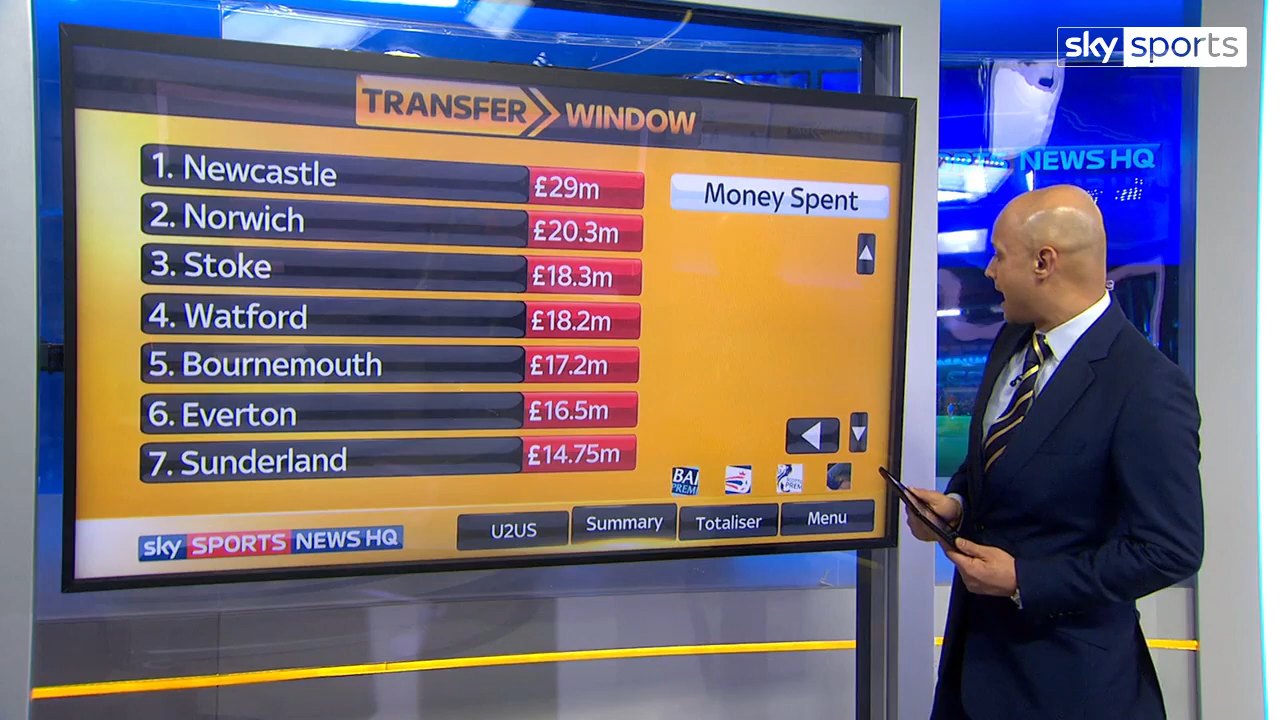 sky sports
TRANSFER WINDOW
1. Newcastle £29m
2. Norwich £20.3m
3. Stoke £18.3m
4. Watford £18.2m
5. Bournemouth £17.2m
6. Everton £16.5m
7. Sunderland £14.75m
Money Spent
NEWS HQ
BAI
PREMI
U2US
Summary
Totaliser
Menu
sky SPORTS NEWS HQ